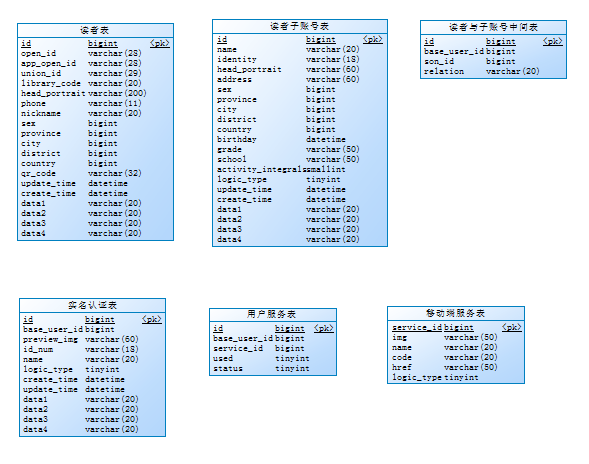 读者表
id bigint <pk>
open_id varchar(28)
app_open_id varchar(28)
union_id varchar(29)
library_code varchar(20)
head_portrait varchar(200)
phone varchar(11)
nickname varchar(20)
sex bigint
province bigint
city bigint
district bigint
country bigint
qr_code varchar(32)
update_time datetime
create_time datetime
data1 varchar(20)
data2 varchar(20)
data3 varchar(20)
data4 varchar(20)
读者子账号表
id bigint <pk>
name varchar(20)
identity varchar(18)
head_portrait varchar(60)
address varchar(60)
sex bigint
province bigint
city bigint
district bigint
country bigint
birthday datetime
grade varchar(50)
school varchar(50)
activity_integrals smallint
logic_type tinyint
update_time datetime
create_time datetime
data1 varchar(20)
data2 varchar(20)
data3 varchar(20)
data4 varchar(20)
读者与子账号中间表
id bigint <pk>
base_user_id bigint
son_id bigint
relation varchar(20)
实名认证表
id bigint <pk>
base_user_id bigint
preview_img varchar(60)
id_num varchar(18)
name varchar(20)
logic_type tinyint
create_time datetime
update_time datetime
data1 varchar(20)
data2 varchar(20)
data3 varchar(20)
data4 varchar(20)
用户服务表
id bigint <pk>
base_user_id bigint
service_id bigint
used tinyint
status tinyint
移动端服务表
service_id bigint <pk>
img varchar(50)
name varchar(20)
code varchar(20)
href varchar(50)
logic_type tinyint